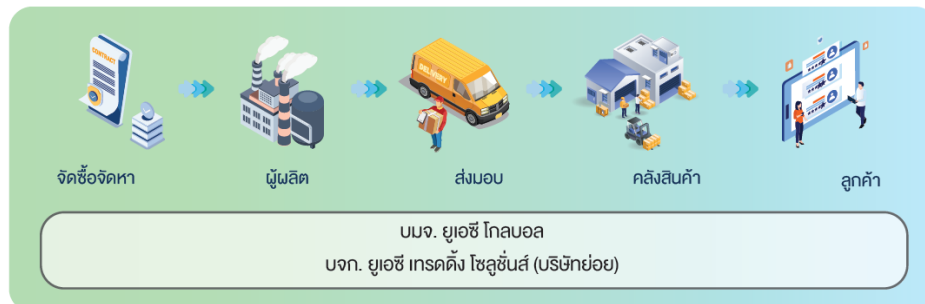 CONTRACT
DELIVERY
จัดซื้อจัดหา
ผู้ผลิต
ส่งมอบ
คลังสินค้า
ลูกค้า
บมจ. ยูเอซี โกลบอล
บจก. ยูเอซี เทรดดิ้ง โซลูชั่นส์ (บริษัทย่อย)